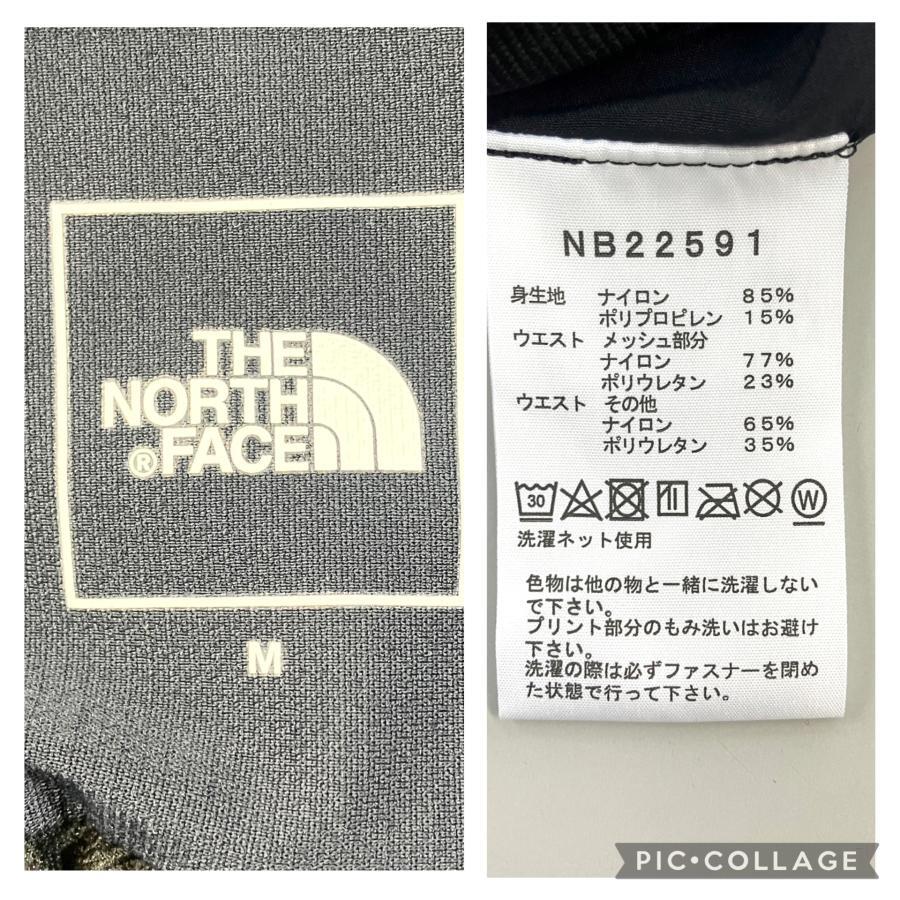 THE
NORTH
®FACE
M
NB22591
身生地 ナイロン 85%
ポリプロピレン 15%
ウエスト メッシュ部分
ナイロン 77%
ポリウレタン 23%
ウエスト その他
ナイロン 65%
ポリウレタン 35%
30 W
洗濯ネット使用
色物は他の物と一緒に洗濯しない
で下さい。
プリント部分のもみ洗いはお避け
下さい。
洗濯の際は必ずファスナーを閉め
た状態で行って下さい。
PIC•COLLAGE